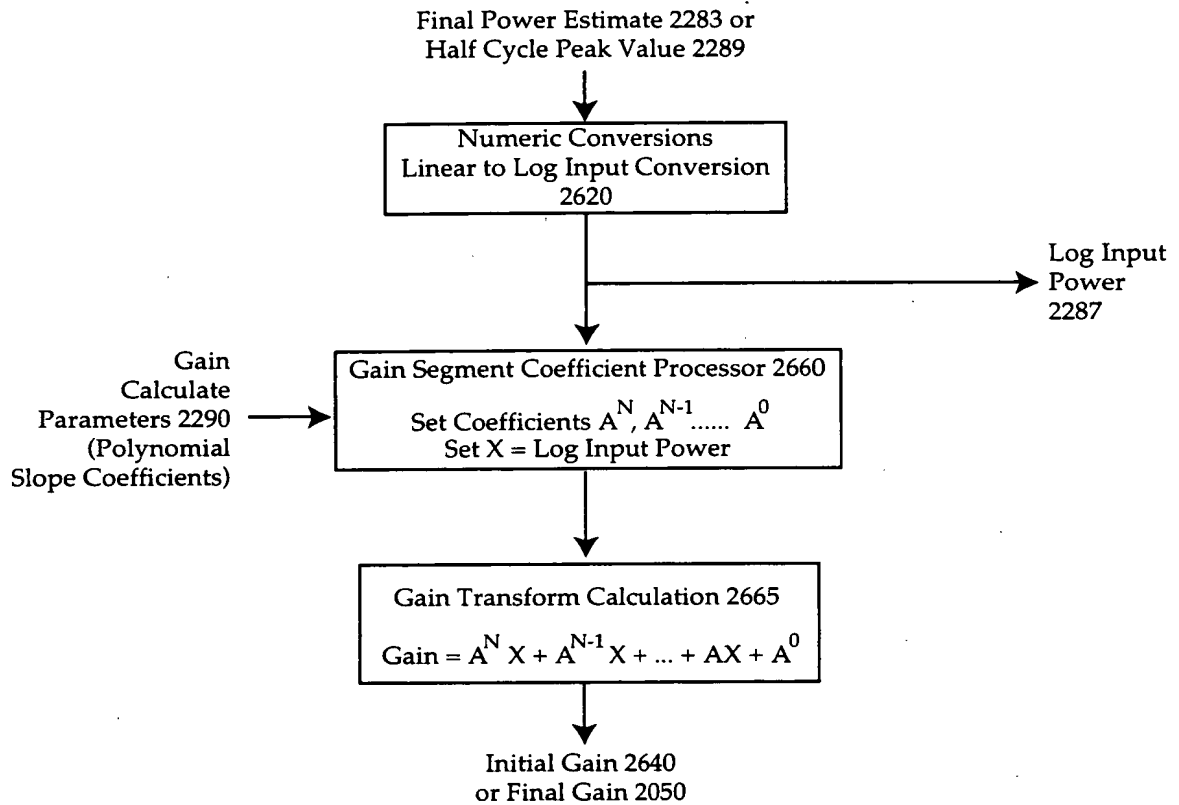 Final Power Estimate 2283 or
Half Cycle Peak Value 2289
Numeric Conversions
Linear to Log Input Conversion
2620
Log Input
Power
2287
Gain
Calculate
Parameters 2290
(Polynomial
Slope Coefficients)
Gain Segment Coefficient Processor 2660
Set Coefficients A^N, A^N-1...... A^0
Set X = Log Input Power
Gain Transform Calculation 2665
Gain = A^N X + A^N-1 X + ... + AX + A^0
Initial Gain 2640
or Final Gain 2050